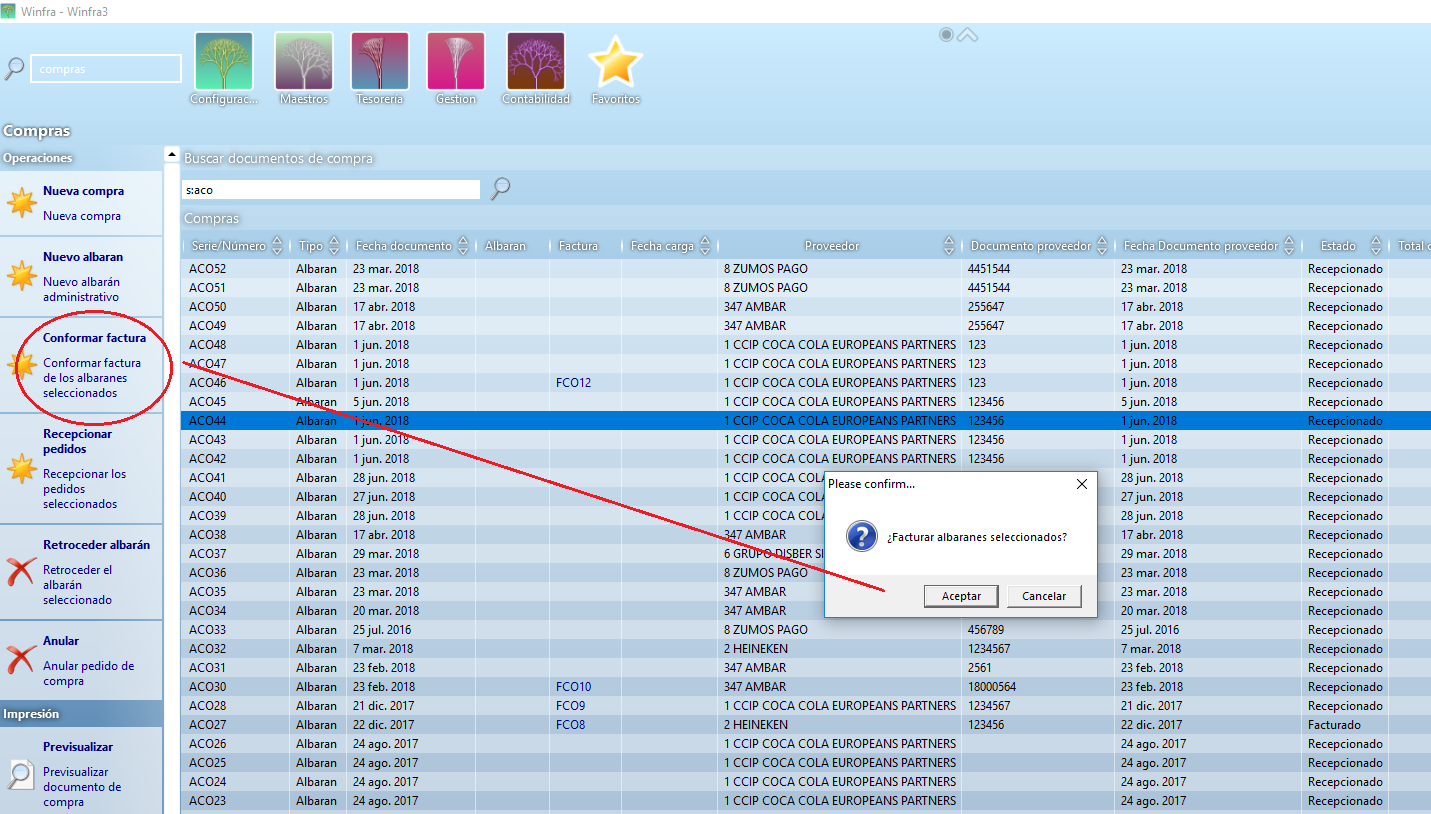 Winfra - Winfra3
compras
Configurac... Maestros Tesoreria Gestion Contabilidad Favoritos
Compras
Operaciones
Nueva compra
Nueva compra
Nuevo albaran
Nuevo albarán
administrativo
Conformar factura
Conformar factura
de los albaranes
seleccionados
Recepcionar
pedidos
Recepcionar los
pedidos
seleccionados
Retroceder albarán
Retroceder el
albarán
seleccionado
Anular
Anular pedido de
compra
Impresión
Previsualizar
Previsualizar
documento de
compra
Buscar documentos de compra
s:aco
Compras
Serie/Número Tipo Fecha documento Albaran Factura Fecha carga Proveedor Documento proveedor Fecha Documento proveedor Estado Total
ACO52 Albaran 23 mar. 2018 8 ZUMOS PAGO 4451544 23 mar. 2018 Recepcionado
ACO51 Albaran 23 mar. 2018 8 ZUMOS PAGO 4451544 23 mar. 2018 Recepcionado
ACO50 Albaran 17 abr. 2018 347 AMBAR 255647 17 abr. 2018 Recepcionado
ACO49 Albaran 17 abr. 2018 347 AMBAR 255647 17 abr. 2018 Recepcionado
ACO48 Albaran 1 jun. 2018 1 CCIP COCA COLA EUROPEANS PARTNERS 123 1 jun. 2018 Recepcionado
ACO47 Albaran 1 jun. 2018 1 CCIP COCA COLA EUROPEANS PARTNERS 123 1 jun. 2018 Recepcionado
ACO46 Albaran 1 jun. 2018 FCO12 1 CCIP COCA COLA EUROPEANS PARTNERS 123 1 jun. 2018 Recepcionado
ACO45 Albaran 5 jun. 2018 1 CCIP COCA COLA EUROPEANS PARTNERS 123456 5 jun. 2018 Recepcionado
ACO44 Albaran 1 jun. 2018 1 CCIP COCA COLA EUROPEANS PARTNERS 123456 1 jun. 2018 Recepcionado
ACO43 Albaran 1 jun. 2018 1 CCIP COCA COLA EUROPEANS PARTNERS 123456 1 jun. 2018 Recepcionado
ACO42 Albaran 1 jun. 2018 1 CCIP COCA COLA EUROPEANS PARTNERS 123456 1 jun. 2018 Recepcionado
ACO41 Albaran 28 jun. 2018 1 CCIP COCA COL 28 jun. 2018 Recepcionado
ACO40 Albaran 27 jun. 2018 1 CCIP COCA COL 27 jun. 2018 Recepcionado
ACO39 Albaran 28 jun. 2018 1 CCIP COCA COL 28 jun. 2018 Recepcionado
ACO38 Albaran 17 abr. 2018 347 AMBAR 17 abr. 2018 Recepcionado
ACO37 Albaran 29 mar. 2018 6 GRUPO DISBER SI 29 mar. 2018 Recepcionado
ACO36 Albaran 23 mar. 2018 8 ZUMOS PAGO 23 mar. 2018 Recepcionado
ACO35 Albaran 23 mar. 2018 347 AMBAR 23 mar. 2018 Recepcionado
ACO34 Albaran 20 mar. 2018 347 AMBAR 20 mar. 2018 Recepcionado
ACO33 Albaran 25 jul. 2016 8 ZUMOS PAGO 456789 25 jul. 2016 Recepcionado
ACO32 Albaran 7 mar. 2018 2 HEINEKEN 1234567 7 mar. 2018 Recepcionado
ACO31 Albaran 23 feb. 2018 347 AMBAR 2561 23 feb. 2018 Recepcionado
ACO30 Albaran 23 feb. 2018 FCO10 347 AMBAR 18000564 23 feb. 2018 Recepcionado
ACO28 Albaran 21 dic. 2017 FCO9 1 CCIP COCA COLA EUROPEANS PARTNERS 1234567 21 dic. 2017 Recepcionado
ACO27 Albaran 22 dic. 2017 FCO8 2 HEINEKEN 123456 22 dic. 2017 Facturado
ACO26 Albaran 24 ago. 2017 1 CCIP COCA COLA EUROPEANS PARTNERS 24 ago. 2017 Recepcionado
ACO25 Albaran 24 ago. 2017 1 CCIP COCA COLA EUROPEANS PARTNERS 24 ago. 2017 Recepcionado
ACO24 Albaran 24 ago. 2017 1 CCIP COCA COLA EUROPEANS PARTNERS 24 ago. 2017 Recepcionado
ACO23 Albaran 24 ago. 2017 1 CCIP COCA COLA EUROPEANS PARTNERS 24 ago. 2017 Recepcionado
Please confirm...
¿Facturar albaranes seleccionados?
Aceptar Cancelar